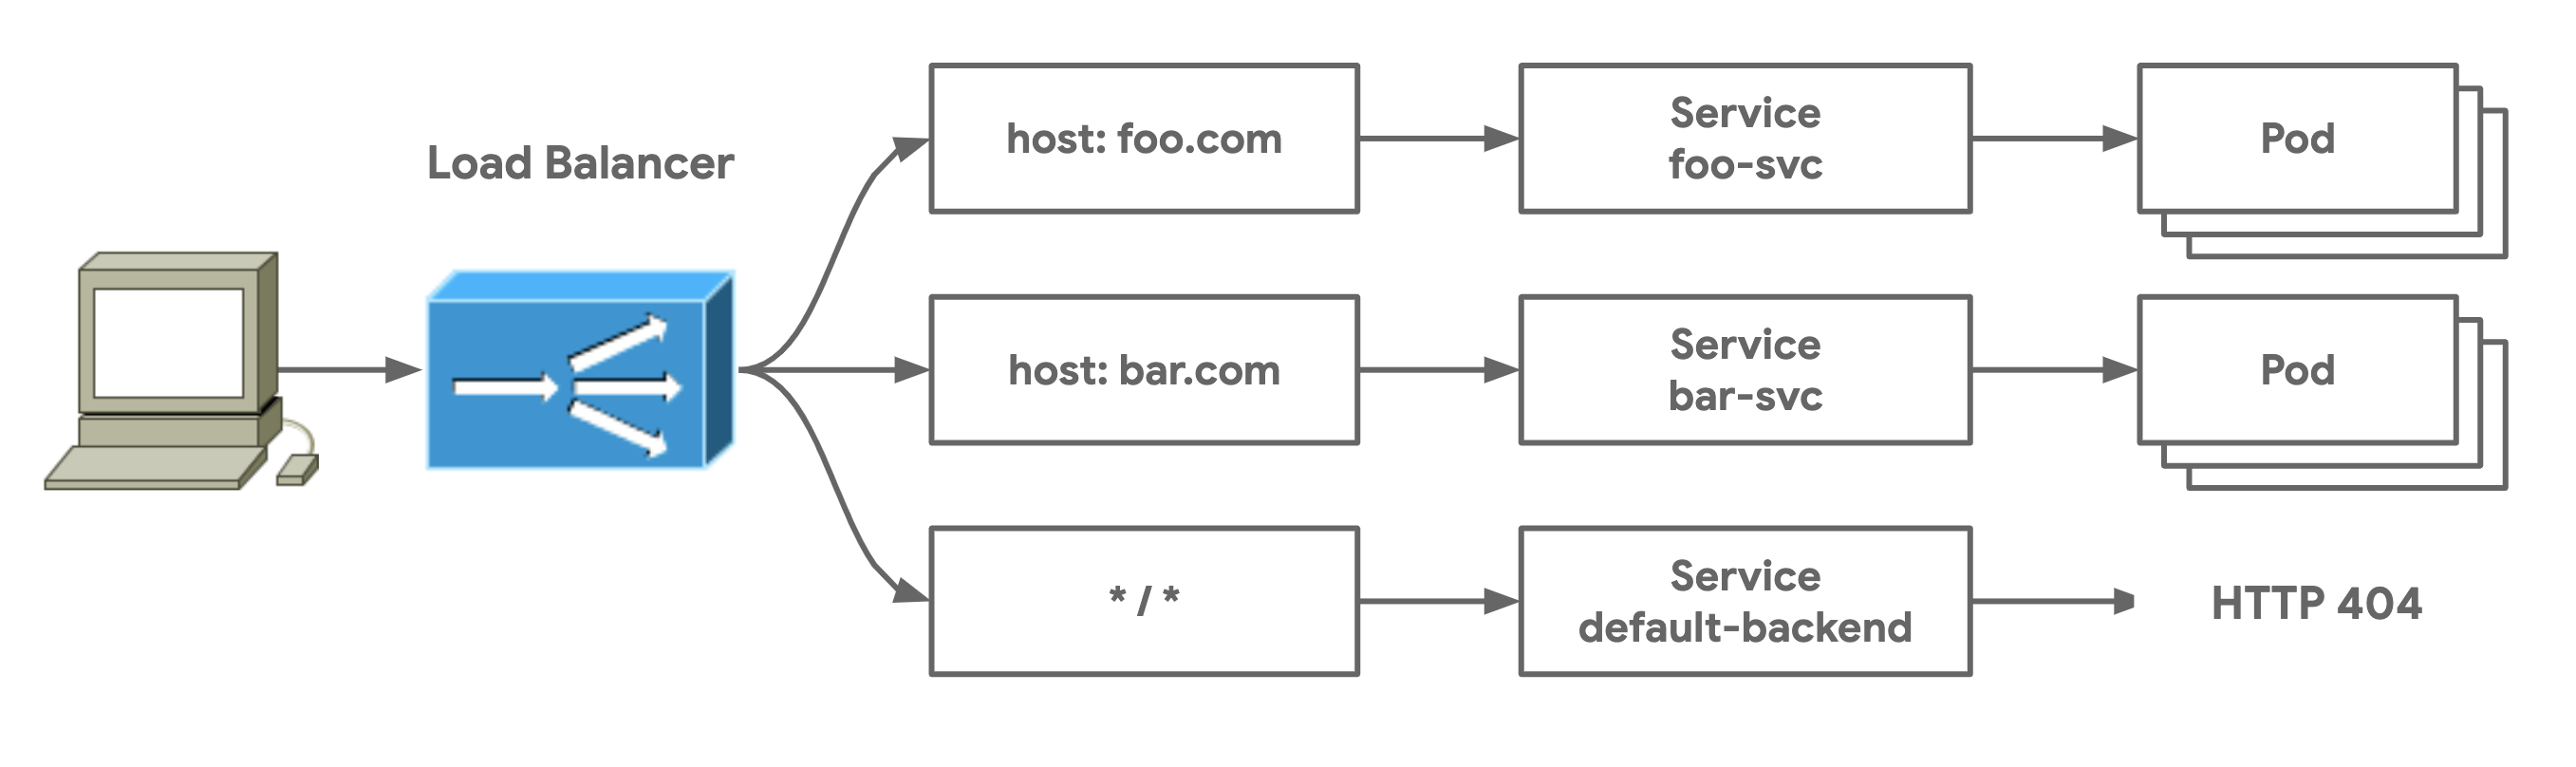 Load Balancer
host: foo.com
Service
foo-svc
Pod
host: bar.com
Service
bar-svc
Pod
* / *
Service
default-backend
HTTP 404